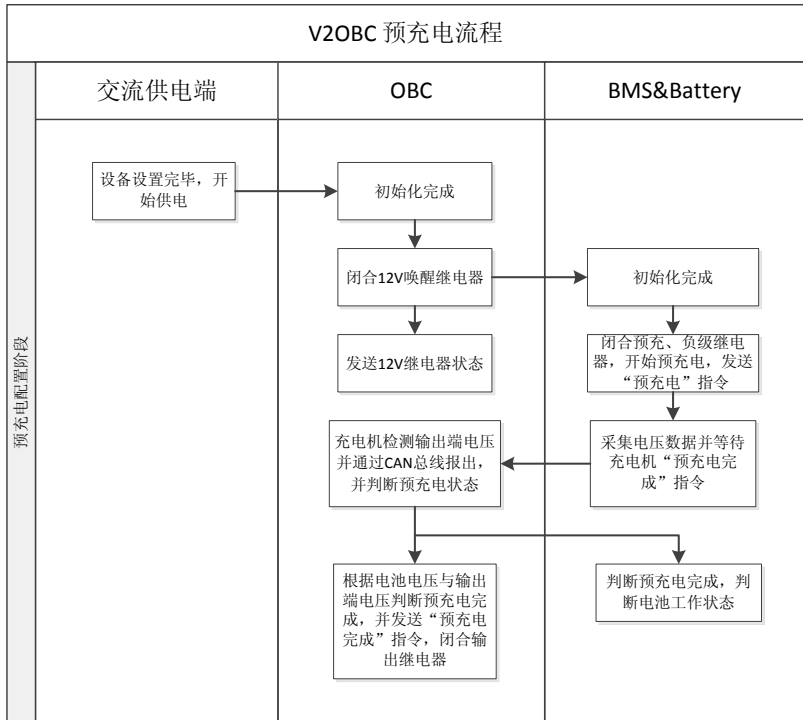 V2OBC 预充电流程
交流供电端
OBC
BMS&Battery
预充电配置阶段
设备设置完毕，开
始供电
初始化完成
闭合12V唤醒继电器
初始化完成
发送12V继电器状态
闭合预充、负级继电
器，开始预充电，发送
“预充电”指令
充电机检测输出端电压
并通过CAN总线报出，
并判断预充电状态
采集电压数据并等待
充电机“预充电完
成”指令
根据电池电压与输出
端电压判断预充电完
成，并发送“预充电
完成”指令，闭合输
出继电器
判断预充电完成，判
断电池工作状态